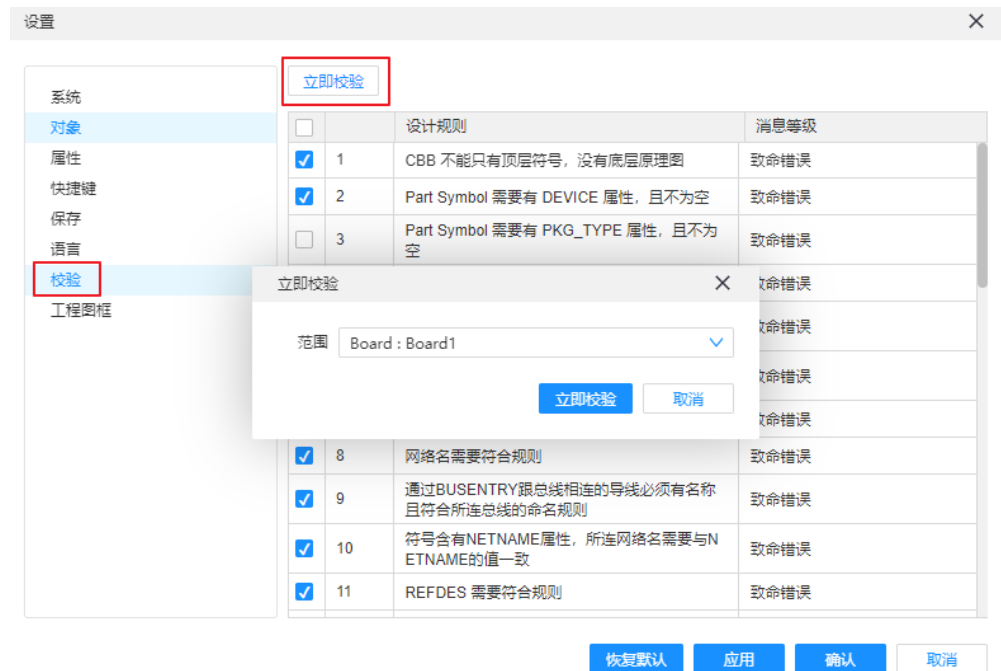 设置
系统
对象
属性
快捷键
保存
语言
校验
工程图框
立即校验
设计规则 消息等级
1 CBB 不能只有顶层符号，没有底层原理图 致命错误
2 Part Symbol 需要有 DEVICE 属性，且不为空 致命错误
3 Part Symbol 需要有 PKG_TYPE 属性，且不为
空 致命错误
立即校验
范围 Board : Board1
立即校验 取消
命错误
命错误
命错误
命错误
8 网络名需要符合规则 致命错误
9 通过BUSENTRY跟总线相连的导线必须有名称
且符合所连总线的命名规则 致命错误
10 符号含有NETNAME属性，所连网络名需要与N
ETNAME的值一致 致命错误
11 REFDES 需要符合规则 致命错误
恢复默认 应用 确认 取消